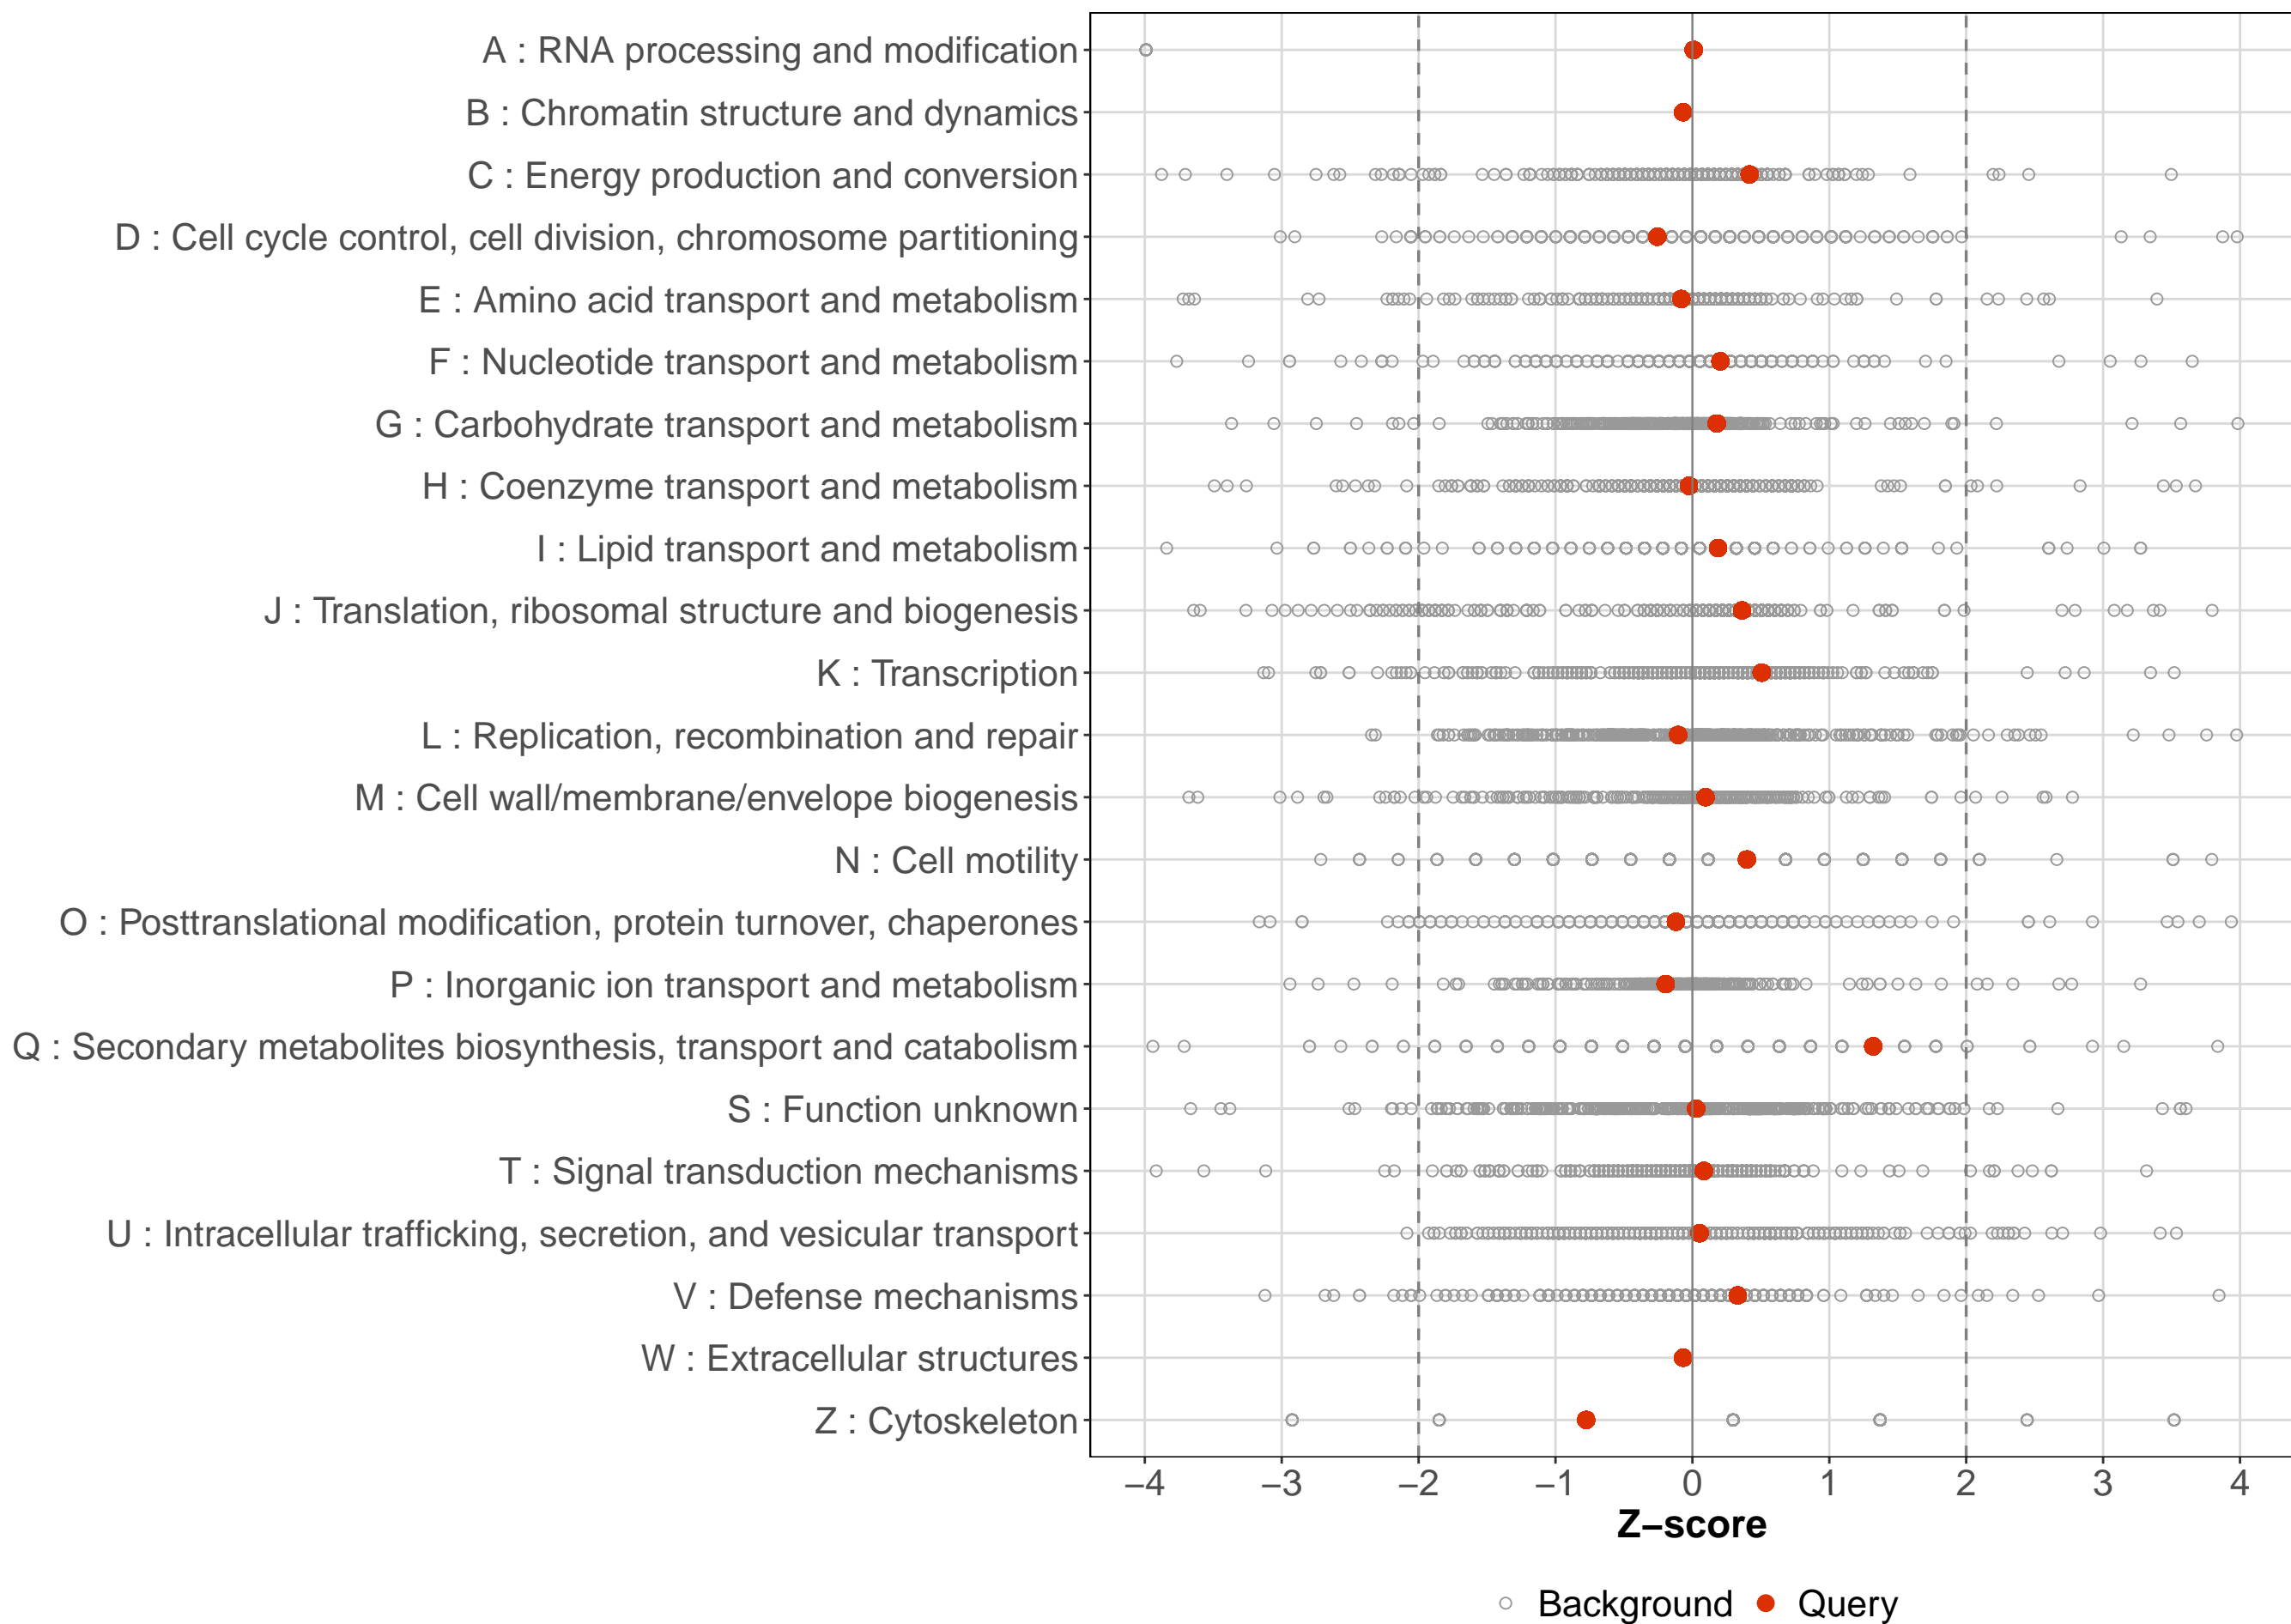 A : RNA processing and modification
B : Chromatin structure and dynamics
C : Energy production and conversion
D : Cell cycle control, cell division, chromosome partitioning
E : Amino acid transport and metabolism
F : Nucleotide transport and metabolism
G : Carbohydrate transport and metabolism
H : Coenzyme transport and metabolism
I : Lipid transport and metabolism
J : Translation, ribosomal structure and biogenesis
K : Transcription
L : Replication, recombination and repair
M : Cell wall/membrane/envelope biogenesis
N : Cell motility
O : Posttranslational modification, protein turnover, chaperones
P : Inorganic ion transport and metabolism
Q : Secondary metabolites biosynthesis, transport and catabolism
S : Function unknown
T : Signal transduction mechanisms
U : Intracellular trafficking, secretion, and vesicular transport
V : Defense mechanisms
W : Extracellular structures
Z : Cytoskeleton
−4 −3 −2 −1 0 1 2 3 4
Z−score
Background Query